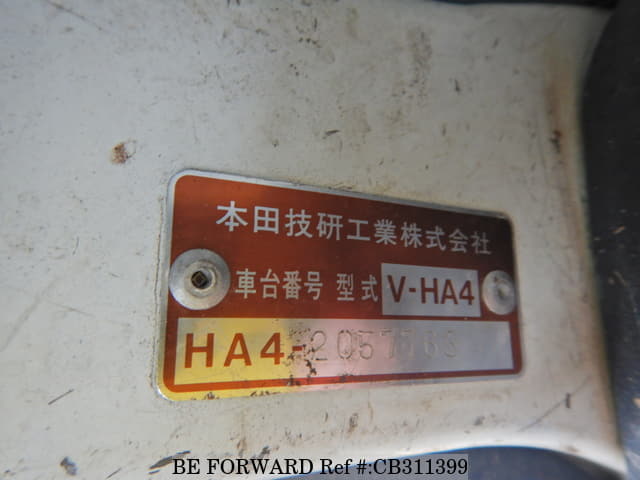 本田技研工業株式会社
車台番号 型式 V-HA4
HA4-2057763
BE FORWARD Ref #:CB311399